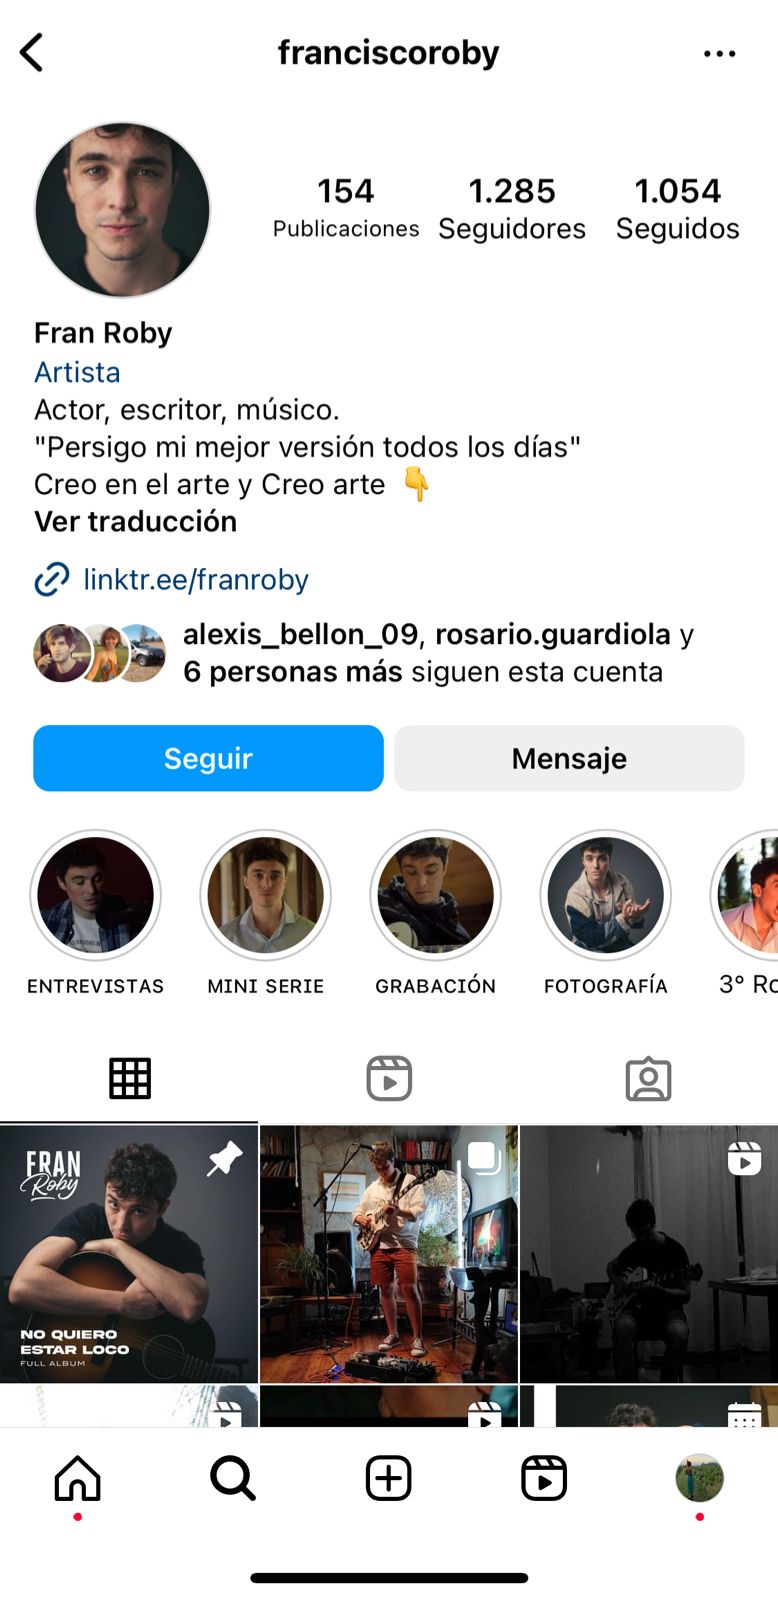 franciscoroby
154
1.285
1.054
Publicaciones
Seguidores
Seguidos
Fran Roby
Artista
Actor, escritor, músico.
"Persigo mi mejor versión todos los días"
Creo en el arte y Creo arte 👇
Ver traducción
linktr.ee/franroby
alexis_bellon_09, rosario.guardiola y
6 personas más siguen esta cuenta
Seguir
Mensaje
ENTREVISTAS
MINI SERIE
GRABACIÓN
FOTOGRAFÍA
3° Ro
FRAN
Roby
NO QUIERO
ESTAR LOCO
FULL ALBUM